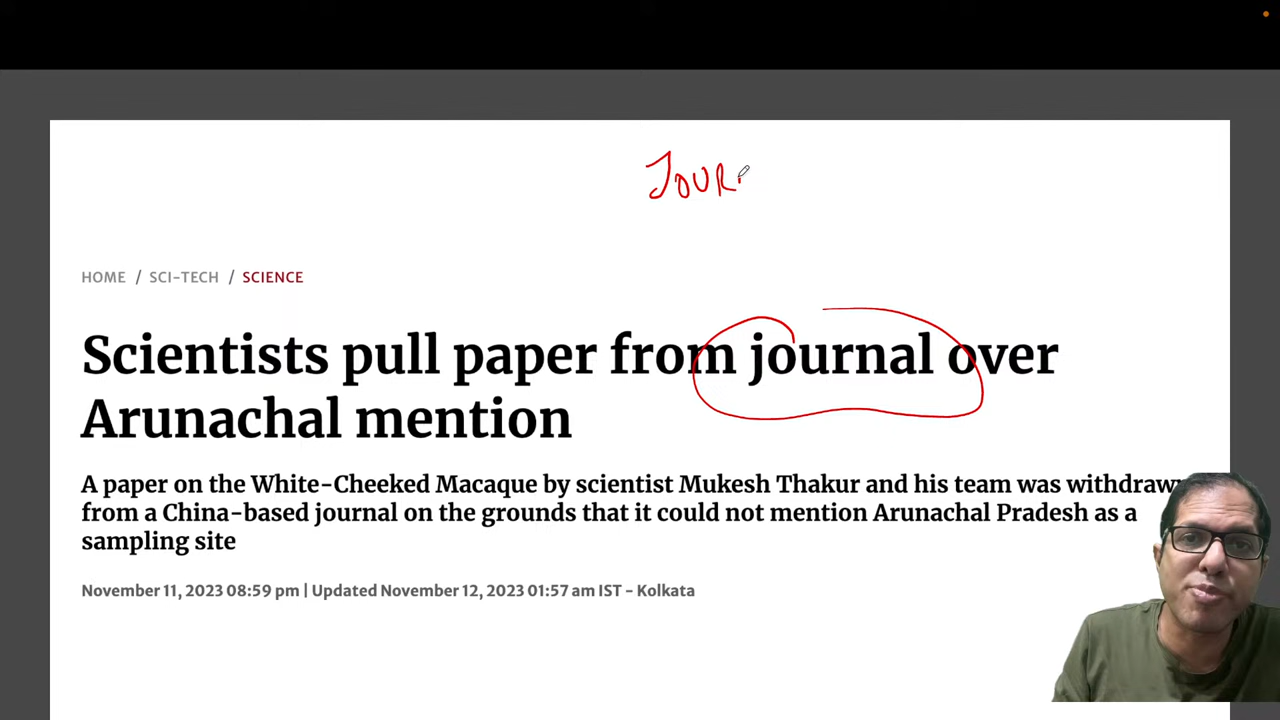 JOUR
HOME / SCI-TECH / SCIENCE
Scientists pull paper from journal over
Arunachal mention
A paper on the White-Cheeked Macaque by scientist Mukesh Thakur and his team was withdrawn
from a China-based journal on the grounds that it could not mention Arunachal Pradesh as a
sampling site
November 11, 2023 08:59 pm | Updated November 12, 2023 01:57 am IST - Kolkata